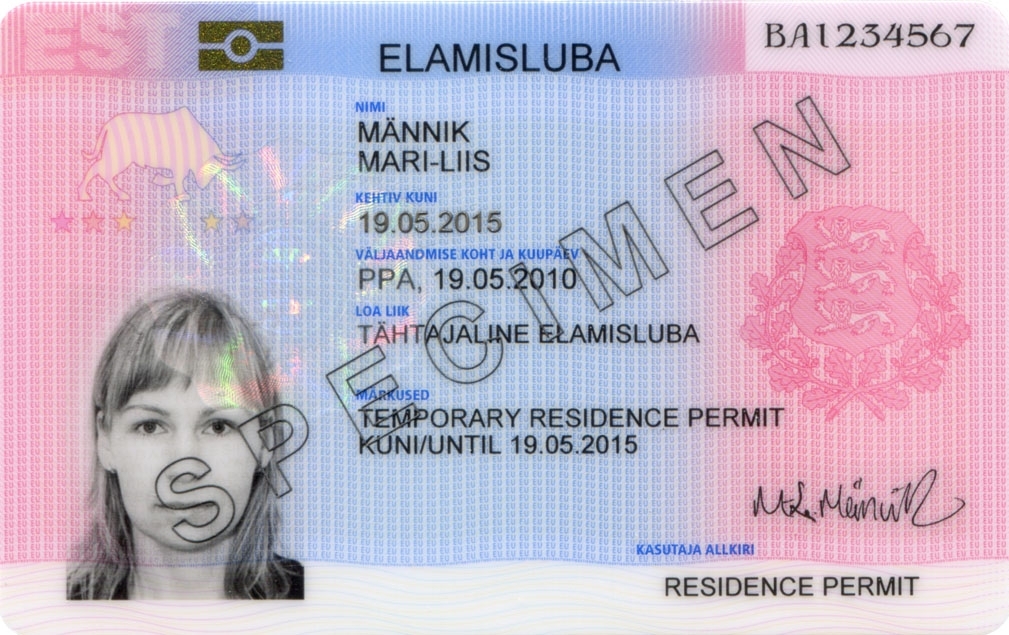 EST
ELAMISLUBA
BA1234567
NIMI
MÄNNIK
MARI-LIIS
KEHTIV KUNI
19.05.2015
VÄLJAANDMISE KOHT JA KUUPÄEV
PPA, 19.05.2010
LOA LIIK
TÄHTAJALINE ELAMISLUBA
MÄRKUSED
TEMPORARY RESIDENCE PERMIT
KUNI/UNTIL 19.05.2015
SPECIMEN
M-L. Männik
KASUTAJA ALLKIRI
RESIDENCE PERMIT